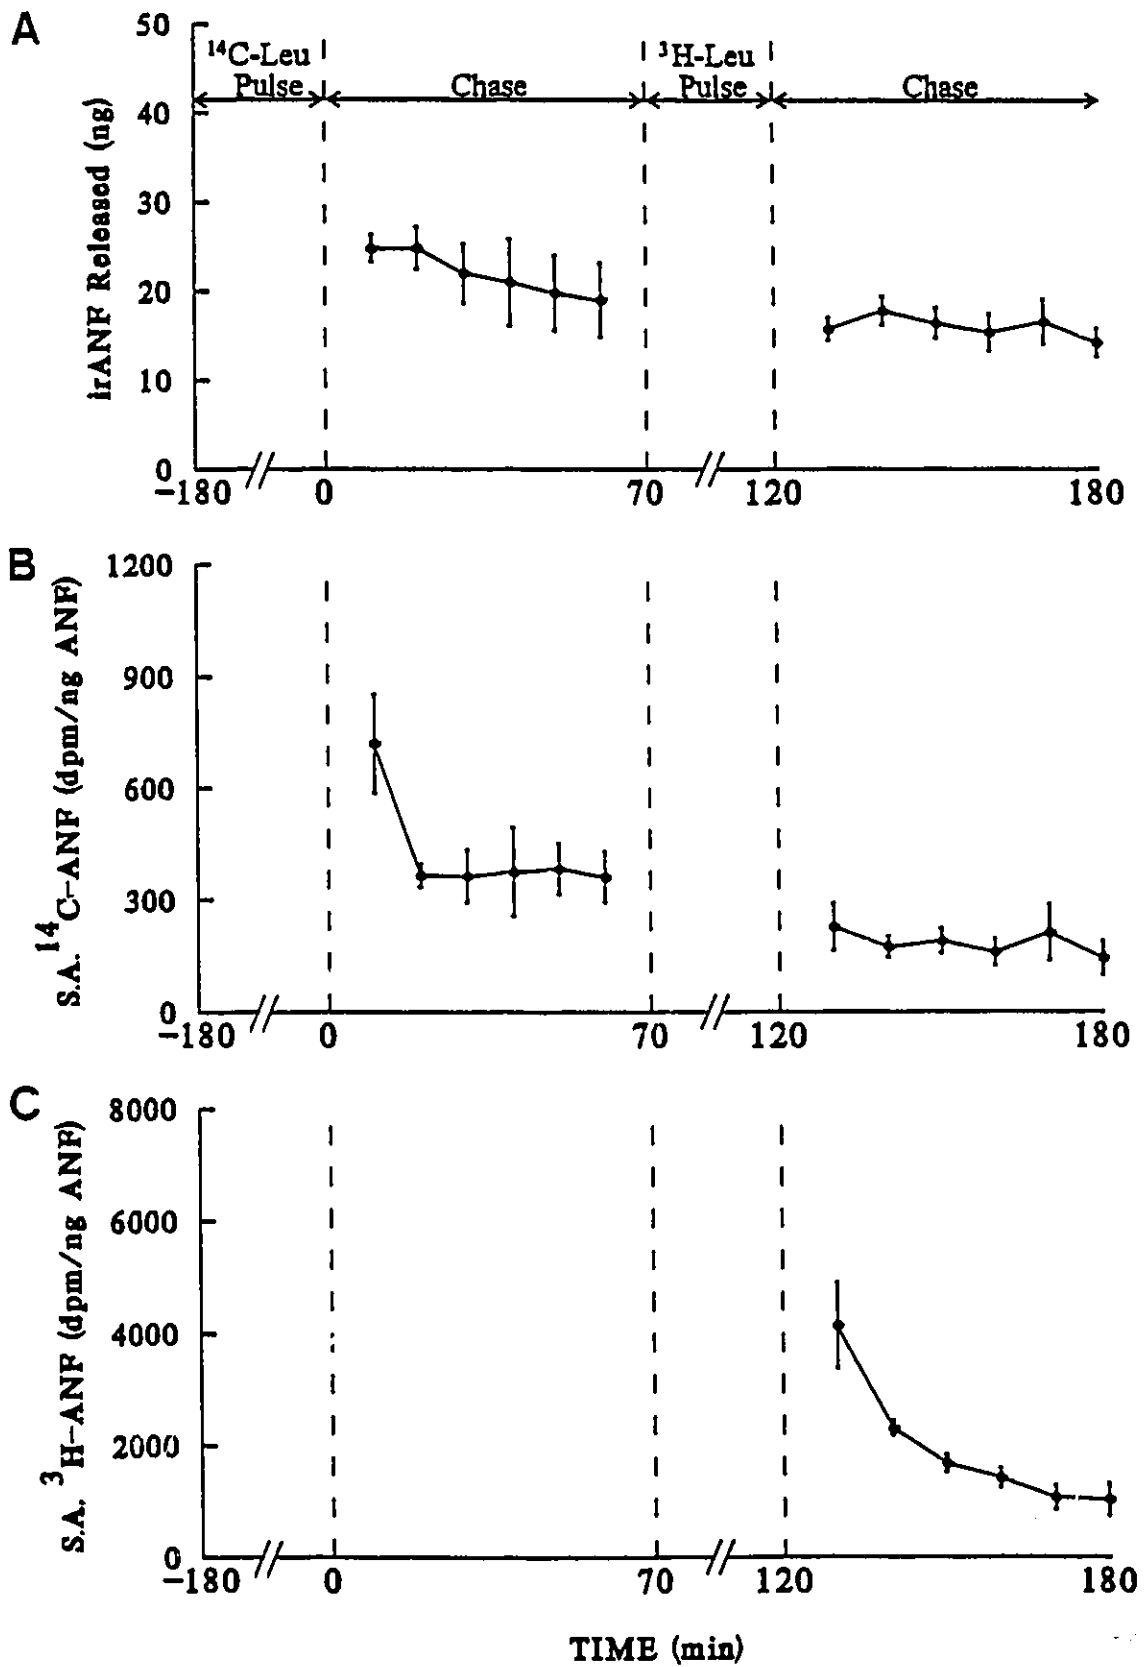 A
50
40
30
20
10
0
irANF Released (ng)
14C-Leu
Pulse
Chase
3H-Leu
Pulse
Chase
−180 0 70 120 180
B
1200
900
600
300
0
S.A. 14C−ANF (dpm/ng ANF)
−180 0 70 120 180
C
8000
6000
4000
2000
0
S.A. 3H−ANF (dpm/ng ANF)
−180 0 70 120 180
TIME (min)